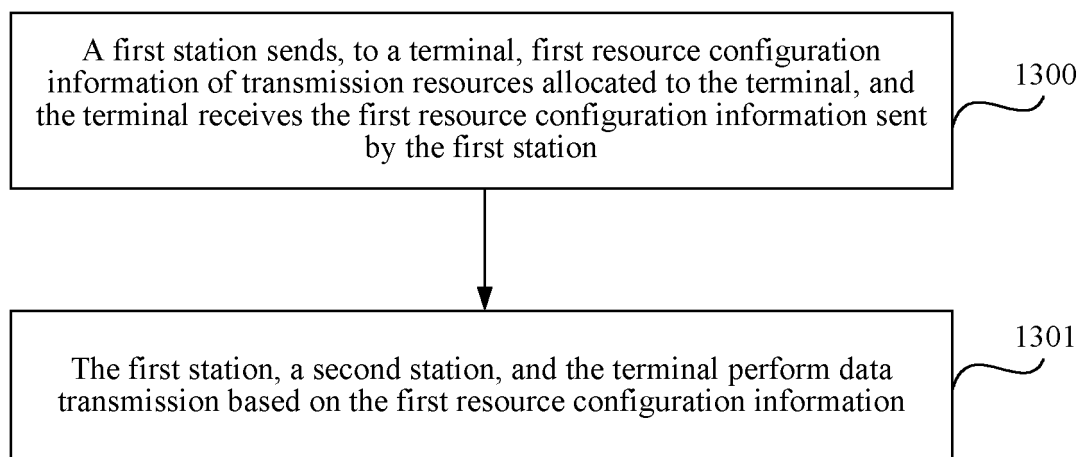 A first station sends, to a terminal, first resource configuration
information of transmission resources allocated to the terminal, and
the terminal receives the first resource configuration information sent
by the first station
1300
The first station, a second station, and the terminal perform data
transmission based on the first resource configuration information
1301